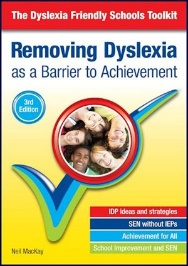 The Dyslexia Friendly Schools Toolkit
Removing Dyslexia
as a Barrier to Achievement
3rd
Edition
IDP ideas and strategies
SEN without IEPs
Achievement for All
School Improvement and SEN
Neil MacKay